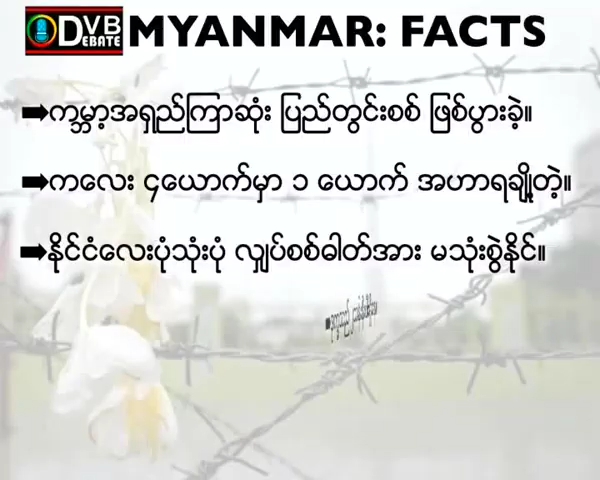 DVB DEBATE MYANMAR: FACTS
➡ကမ္ဘာ့အရှည်ကြာဆုံး ပြည်တွင်းစစ် ဖြစ်ပွားခဲ့။
➡ကလေး ၄ယောက်မှာ ၁ ယောက် အဟာရချို့တဲ့။
➡နိုင်ငံလေးပုံသုံးပုံ လျှပ်စစ်ဓါတ်အား မသုံးစွဲနိုင်။